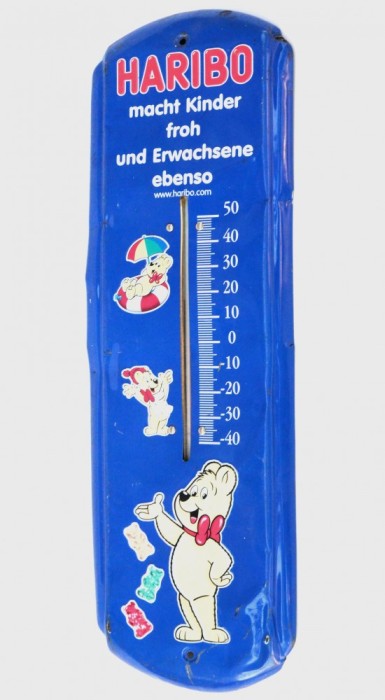 HARIBO
macht Kinder
froh
und Erwachsene
ebenso
www.haribo.com
50
40
30
20
10
0
-10
-20
-30
-40